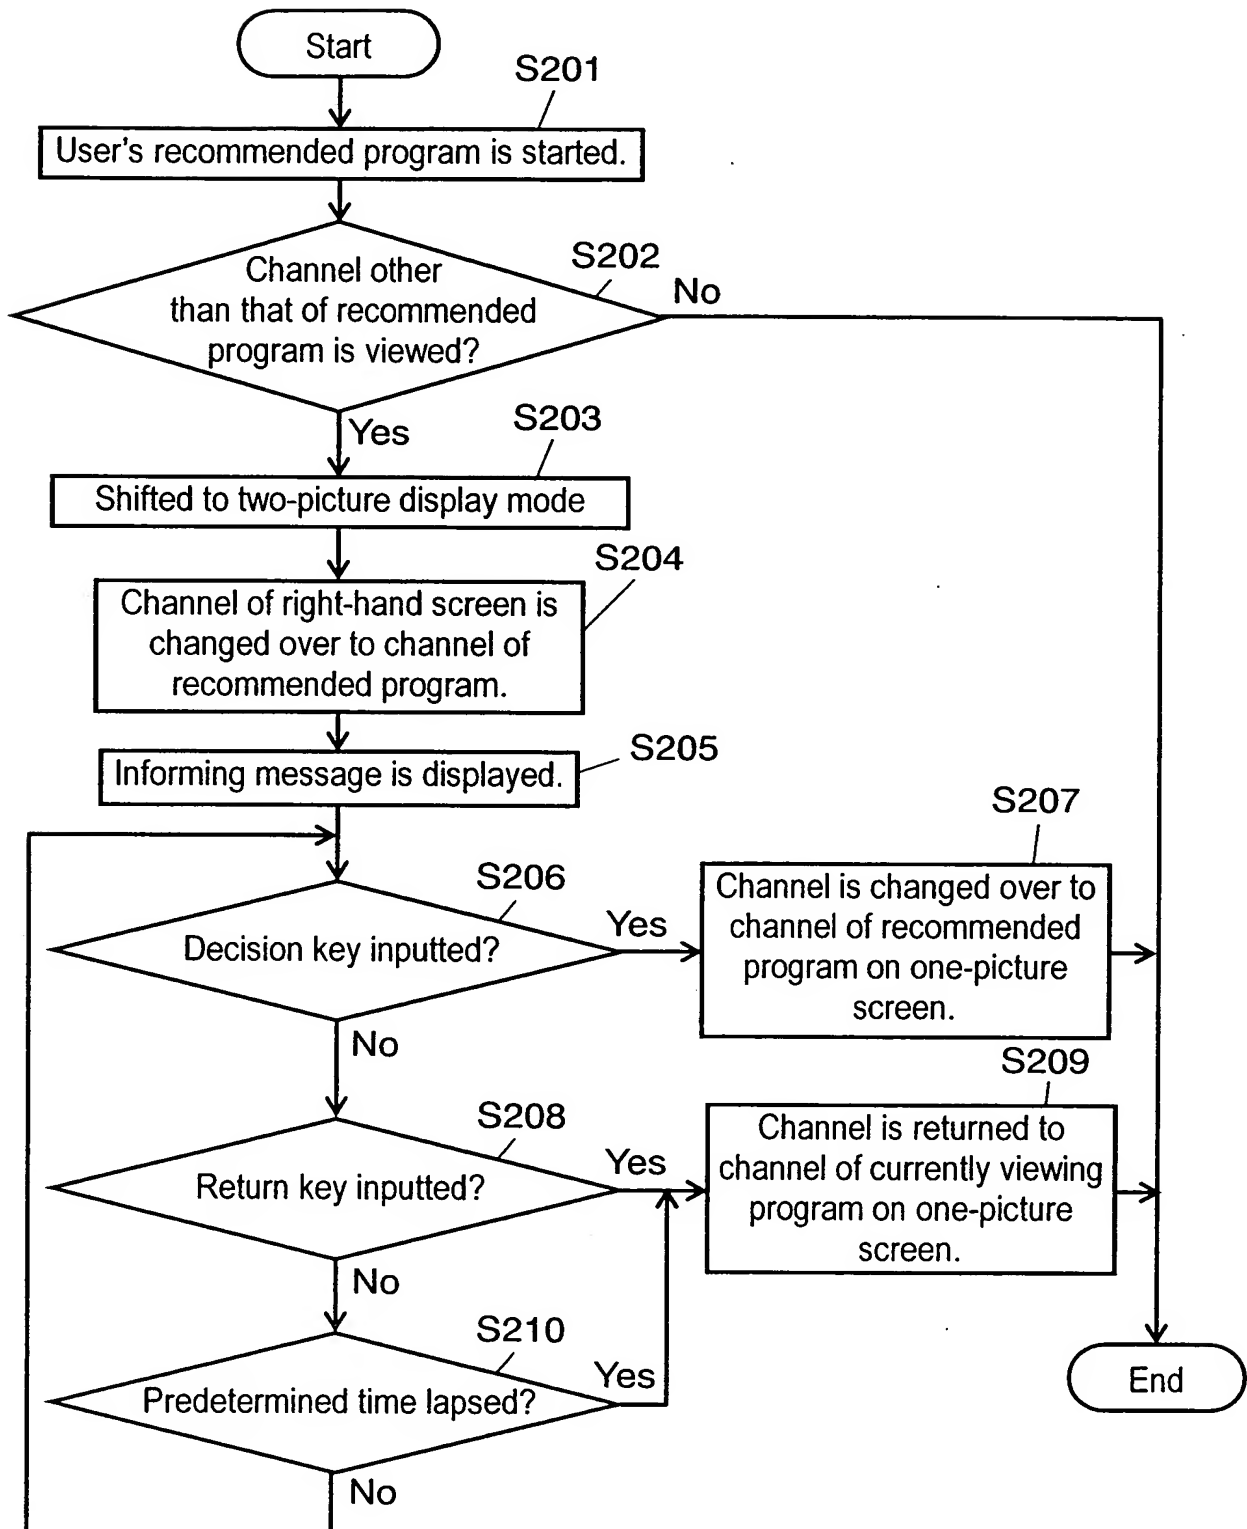 Start
S201
User's recommended program is started.
S202
Channel other
than that of recommended
program is viewed?
No
Yes
S203
Shifted to two-picture display mode
S204
Channel of right-hand screen is
changed over to channel of
recommended program.
S205
Informing message is displayed.
S206
Decision key inputted?
Yes
S207
Channel is changed over to
channel of recommended
program on one-picture
screen.
No
S208
Return key inputted?
Yes
S209
Channel is returned to
channel of currently viewing
program on one-picture
screen.
No
S210
Predetermined time lapsed?
Yes
End
No